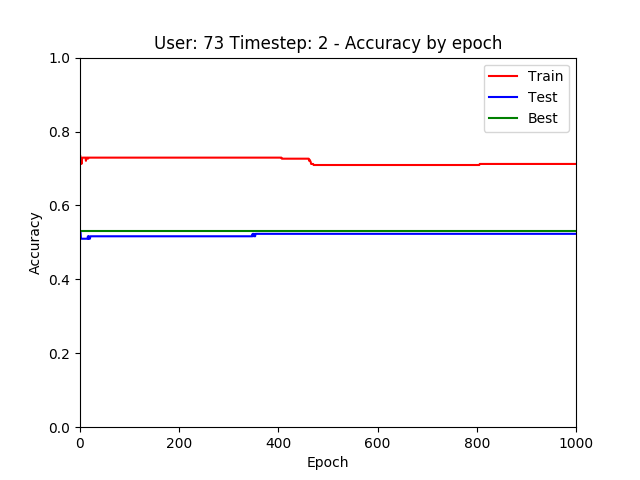 User: 73 Timestep: 2 - Accuracy by epoch
1.0
0.8
0.6
0.4
0.2
0.0
Accuracy
0 200 400 600 800 1000
Epoch
Train
Test
Best